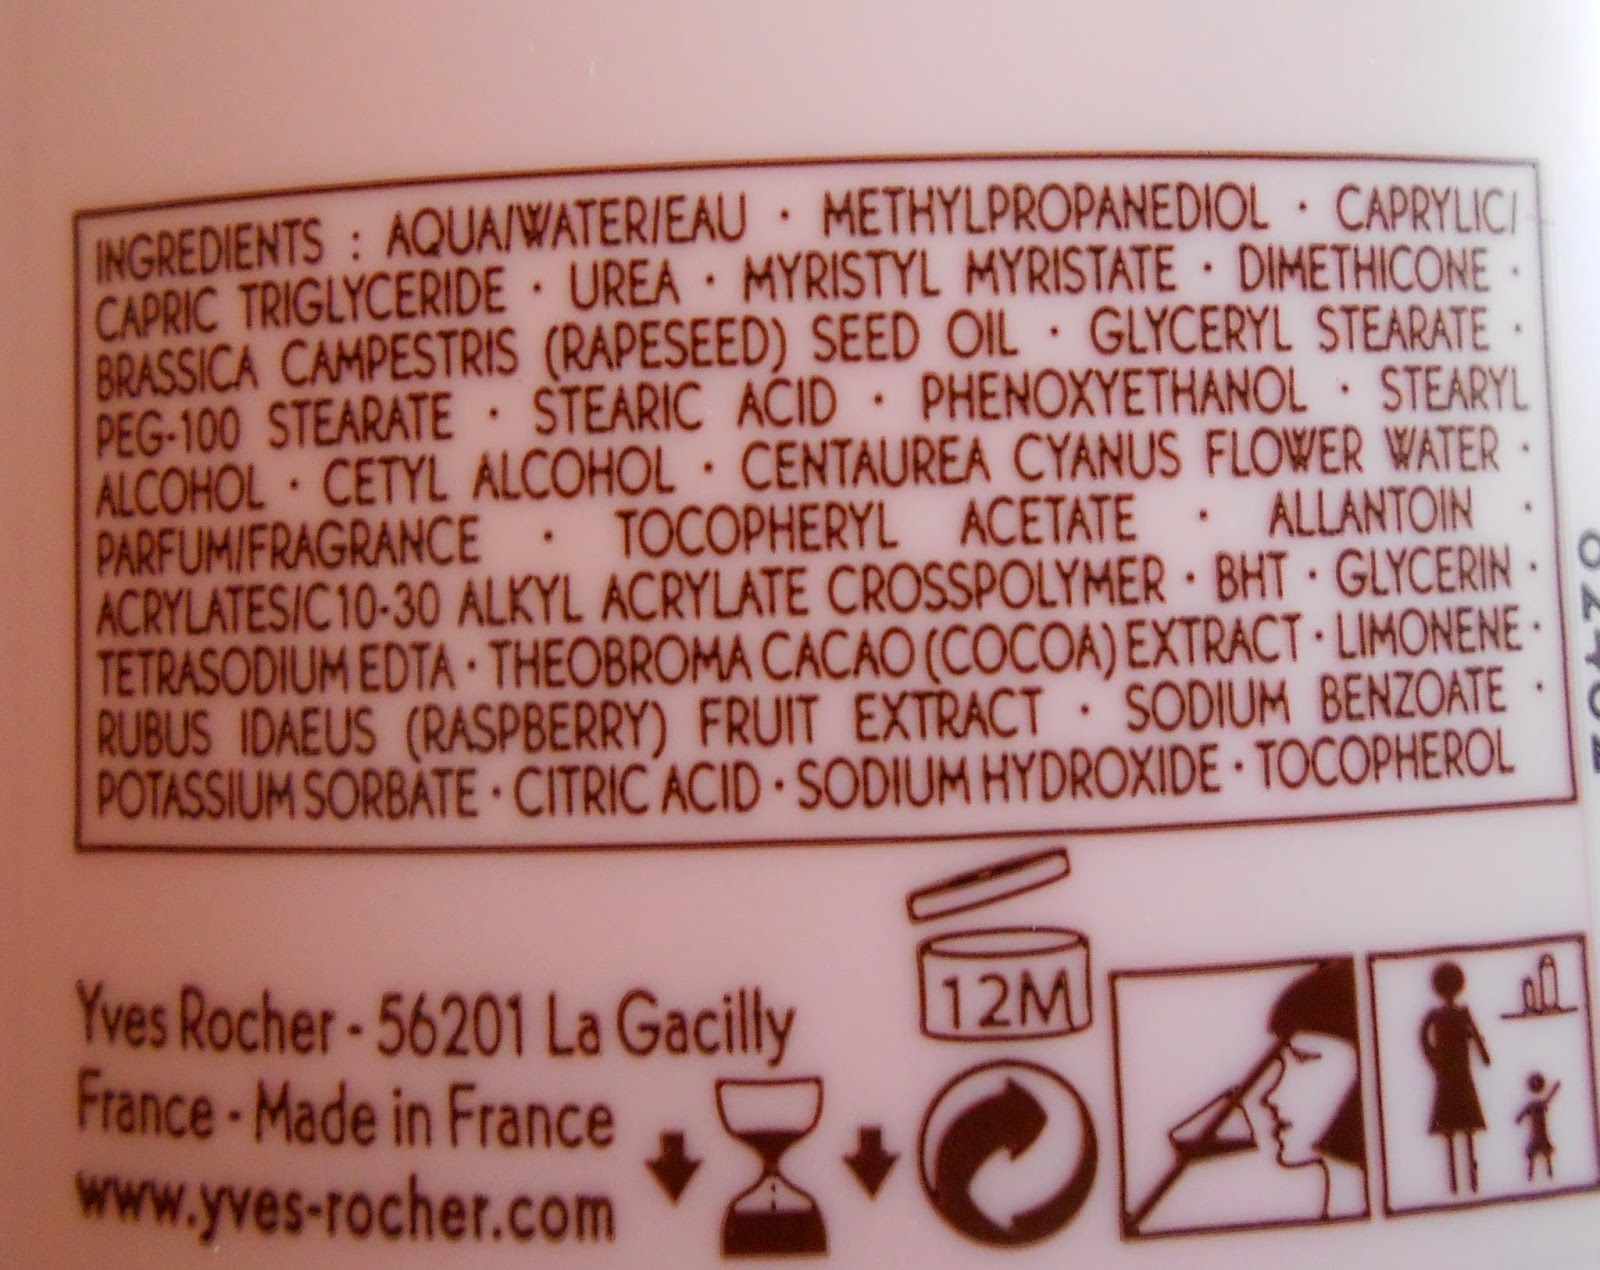 INGREDIENTS : AQUA/WATER/EAU · METHYLPROPANEDIOL · CAPRYLIC/
CAPRIC TRIGLYCERIDE · UREA · MYRISTYL MYRISTATE · DIMETHICONE ·
BRASSICA CAMPESTRIS (RAPESEED) SEED OIL · GLYCERYL STEARATE ·
PEG-100 STEARATE · STEARIC ACID · PHENOXYETHANOL · STEARYL
ALCOHOL · CETYL ALCOHOL · CENTAUREA CYANUS FLOWER WATER ·
PARFUM/FRAGRANCE · TOCOPHERYL ACETATE · ALLANTOIN ·
ACRYLATES/C10-30 ALKYL ACRYLATE CROSSPOLYMER · BHT · GLYCERIN ·
TETRASODIUM EDTA · THEOBROMA CACAO (COCOA) EXTRACT · LIMONENE ·
RUBUS IDAEUS (RASPBERRY) FRUIT EXTRACT · SODIUM BENZOATE ·
POTASSIUM SORBATE · CITRIC ACID · SODIUM HYDROXIDE · TOCOPHEROL
12M
Yves Rocher - 56201 La Gacilly
France - Made in France
www.yves-rocher.com